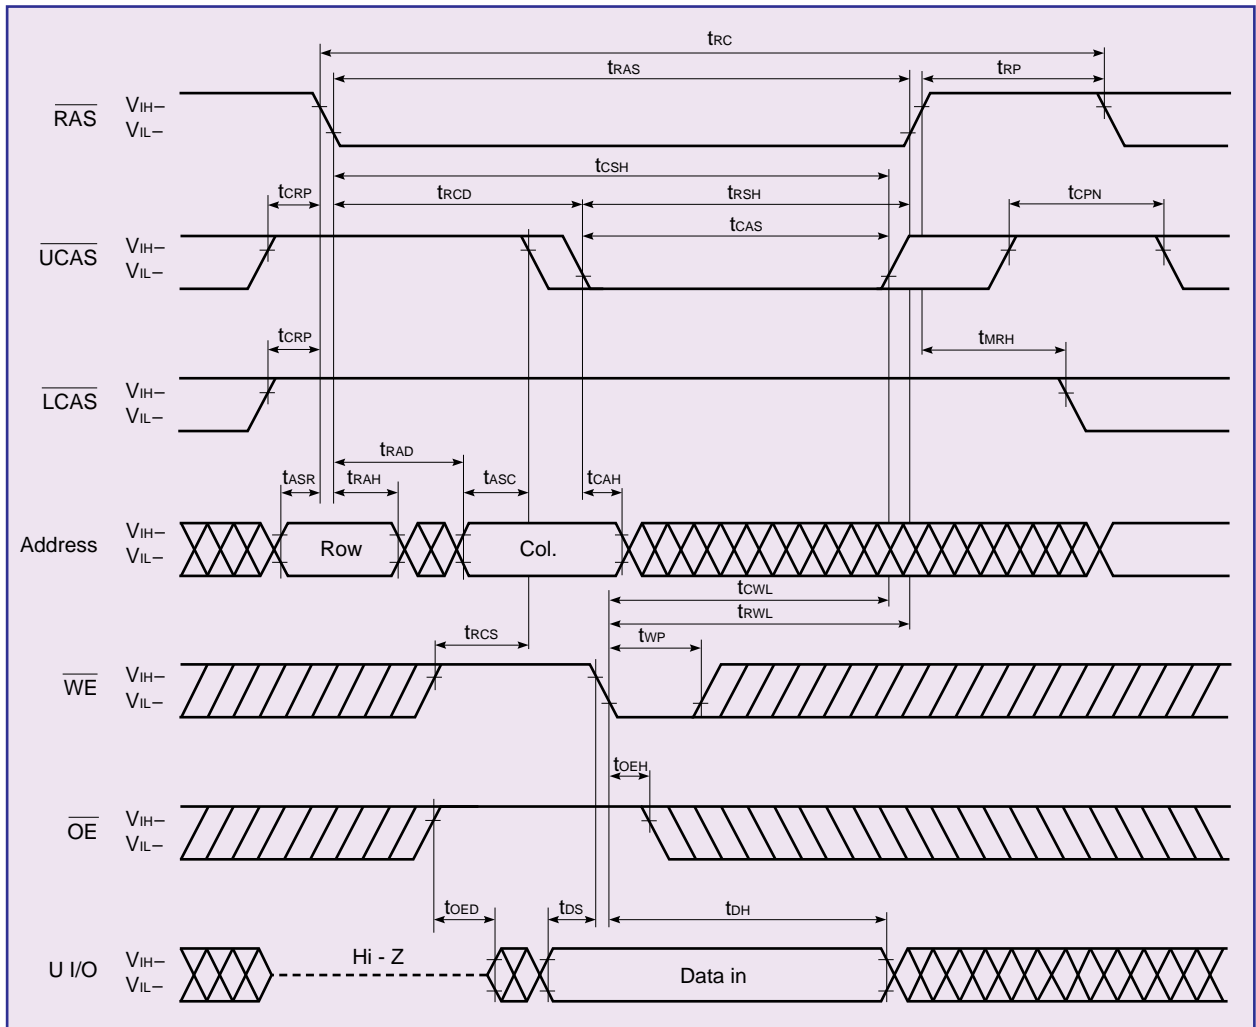 tRC
tRAS
tRP
RAS
VIH–
VIL–
tCSH
tCRP
tRCD
tRSH
tCPN
tCAS
UCAS
VIH–
VIL–
tCRP
tMRH
LCAS
VIH–
VIL–
tRAD
tASR
tRAH
tASC
tCAH
Address
VIH–
VIL–
Row
Col.
tCWL
tRWL
tRCS
tWP
WE
VIH–
VIL–
tOEH
OE
VIH–
VIL–
tOED
tDS
tDH
U I/O
VIH–
VIL–
Hi - Z
Data in